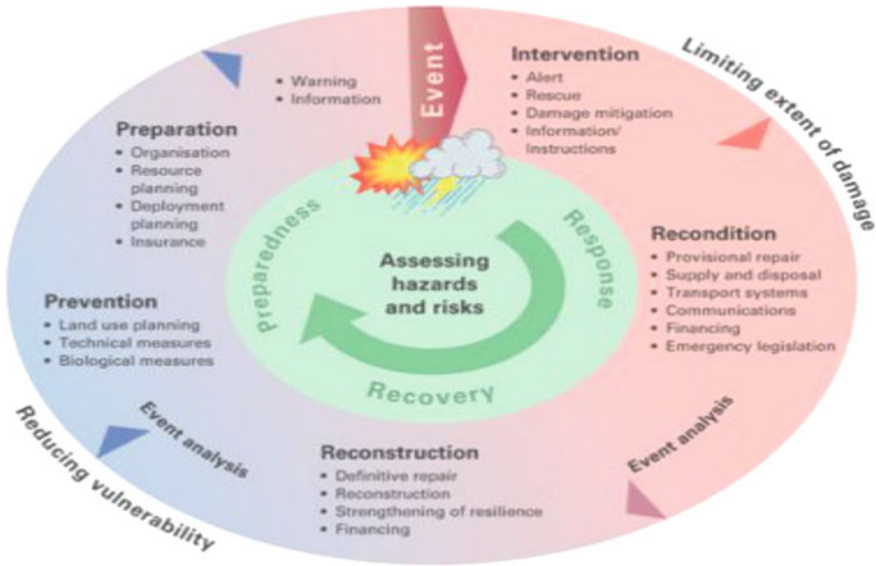 Event
Intervention
• Alert
• Rescue
• Damage mitigation
• Information/
Instructions
Limiting extent of damage
Recondition
• Provisional repair
• Supply and disposal
• Transport systems
• Communications
• Financing
• Emergency legislation
Event analysis
Reconstruction
• Definitive repair
• Reconstruction
• Strengthening of resilience
• Financing
Event analysis
Reducing vulnerability
Prevention
• Land use planning
• Technical measures
• Biological measures
Preparation
• Organisation
• Resource
planning
• Deployment
planning
• Insurance
• Warning
• Information
Preparedness
Response
Recovery
Assessing
hazards
and risks